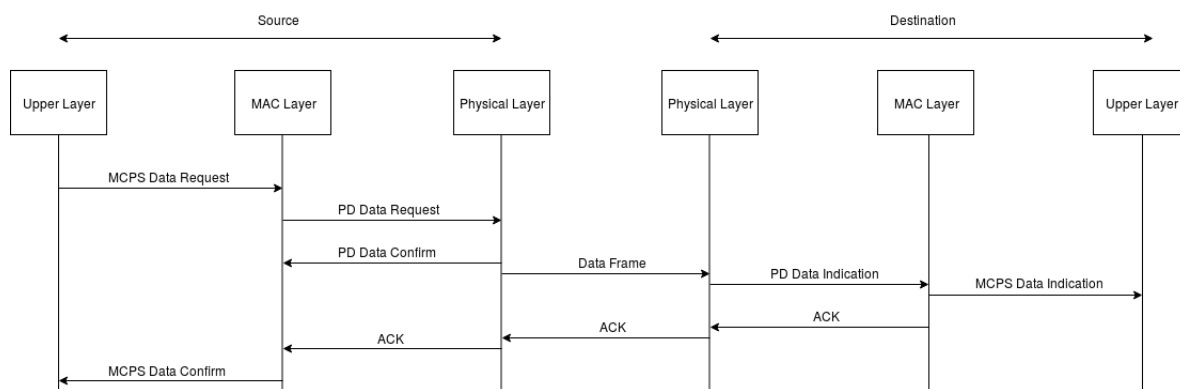 Source
Destination
Upper Layer
MAC Layer
Physical Layer
Physical Layer
MAC Layer
Upper Layer
MCPS Data Request
PD Data Request
PD Data Confirm
Data Frame
PD Data Indication
MCPS Data Indication
ACK
ACK
ACK
MCPS Data Confirm